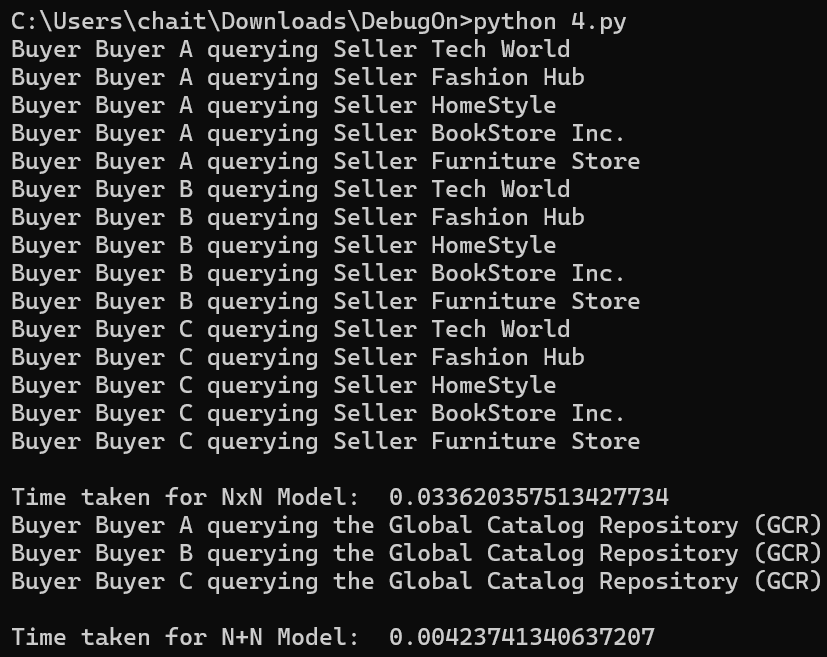 C:\Users\chait\Downloads\DebugOn>python 4.py
Buyer Buyer A querying Seller Tech World
Buyer Buyer A querying Seller Fashion Hub
Buyer Buyer A querying Seller HomeStyle
Buyer Buyer A querying Seller BookStore Inc.
Buyer Buyer A querying Seller Furniture Store
Buyer Buyer B querying Seller Tech World
Buyer Buyer B querying Seller Fashion Hub
Buyer Buyer B querying Seller HomeStyle
Buyer Buyer B querying Seller BookStore Inc.
Buyer Buyer B querying Seller Furniture Store
Buyer Buyer C querying Seller Tech World
Buyer Buyer C querying Seller Fashion Hub
Buyer Buyer C querying Seller HomeStyle
Buyer Buyer C querying Seller BookStore Inc.
Buyer Buyer C querying Seller Furniture Store
Time taken for NxN Model:  0.033620357513427734
Buyer Buyer A querying the Global Catalog Repository (GCR)
Buyer Buyer B querying the Global Catalog Repository (GCR)
Buyer Buyer C querying the Global Catalog Repository (GCR)
Time taken for N+N Model:  0.00423741340637207